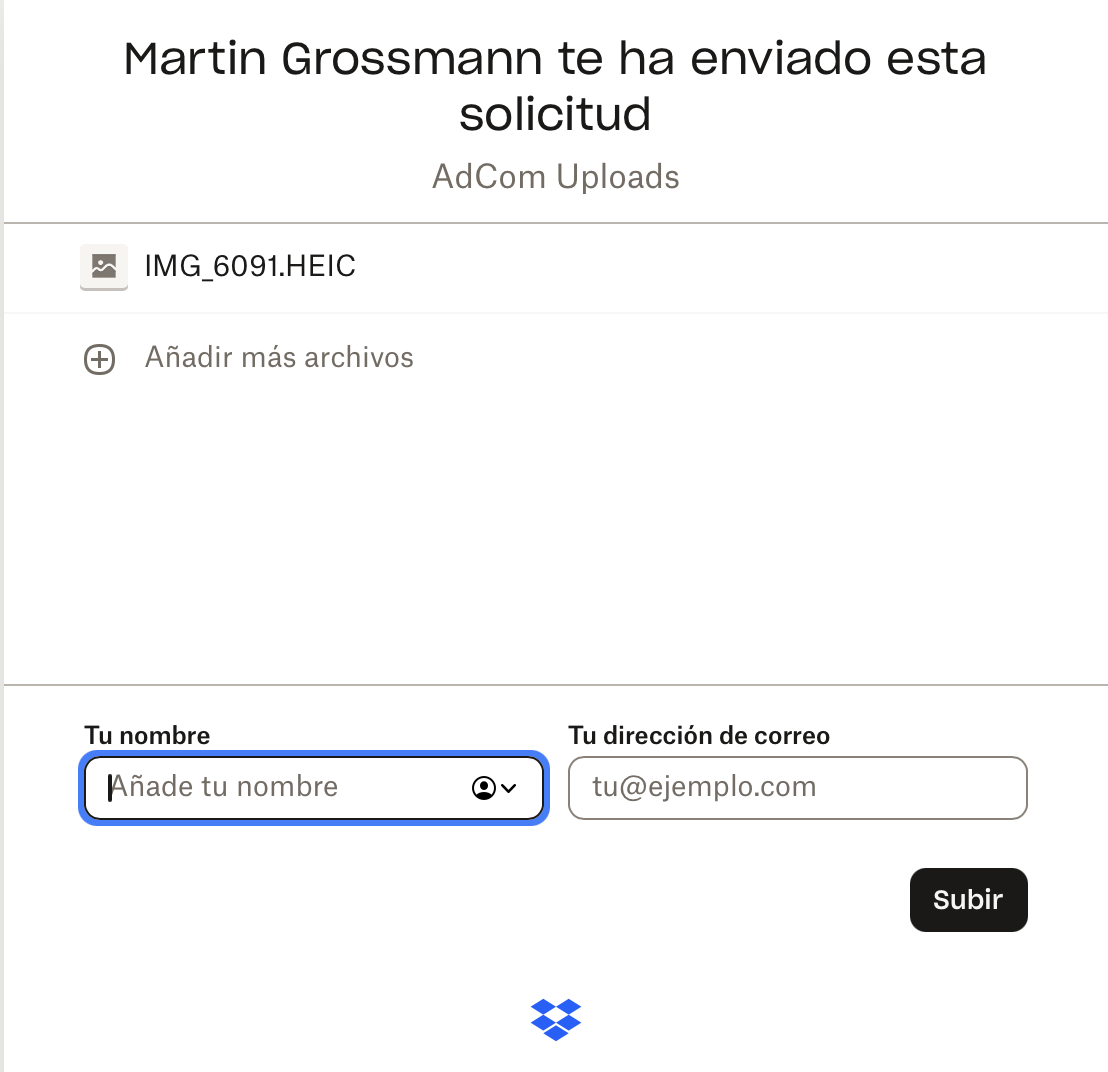 Martin Grossmann te ha enviado esta
solicitud
AdCom Uploads
IMG_6091.HEIC
Añadir más archivos
Tu nombre
Añade tu nombre
Tu dirección de correo
tu@ejemplo.com
Subir